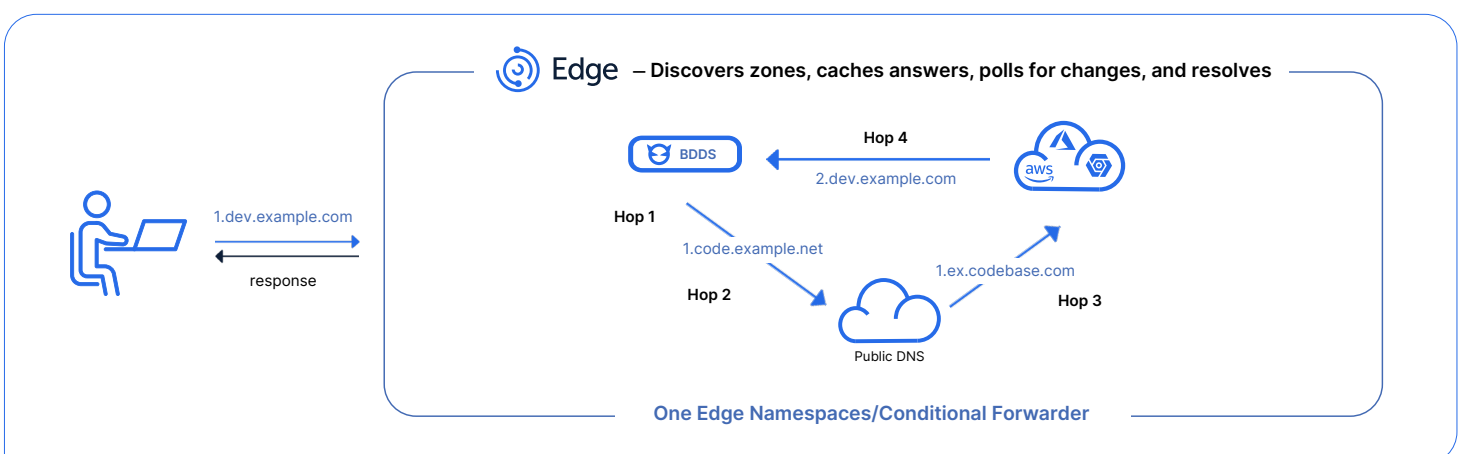 Edge – Discovers zones, caches answers, polls for changes, and resolves
BDDS
Hop 4
2.dev.example.com
aws
1.dev.example.com
response
Hop 1
1.code.example.net
Hop 2
1.ex.codebase.com
Hop 3
Public DNS
One Edge Namespaces/Conditional Forwarder